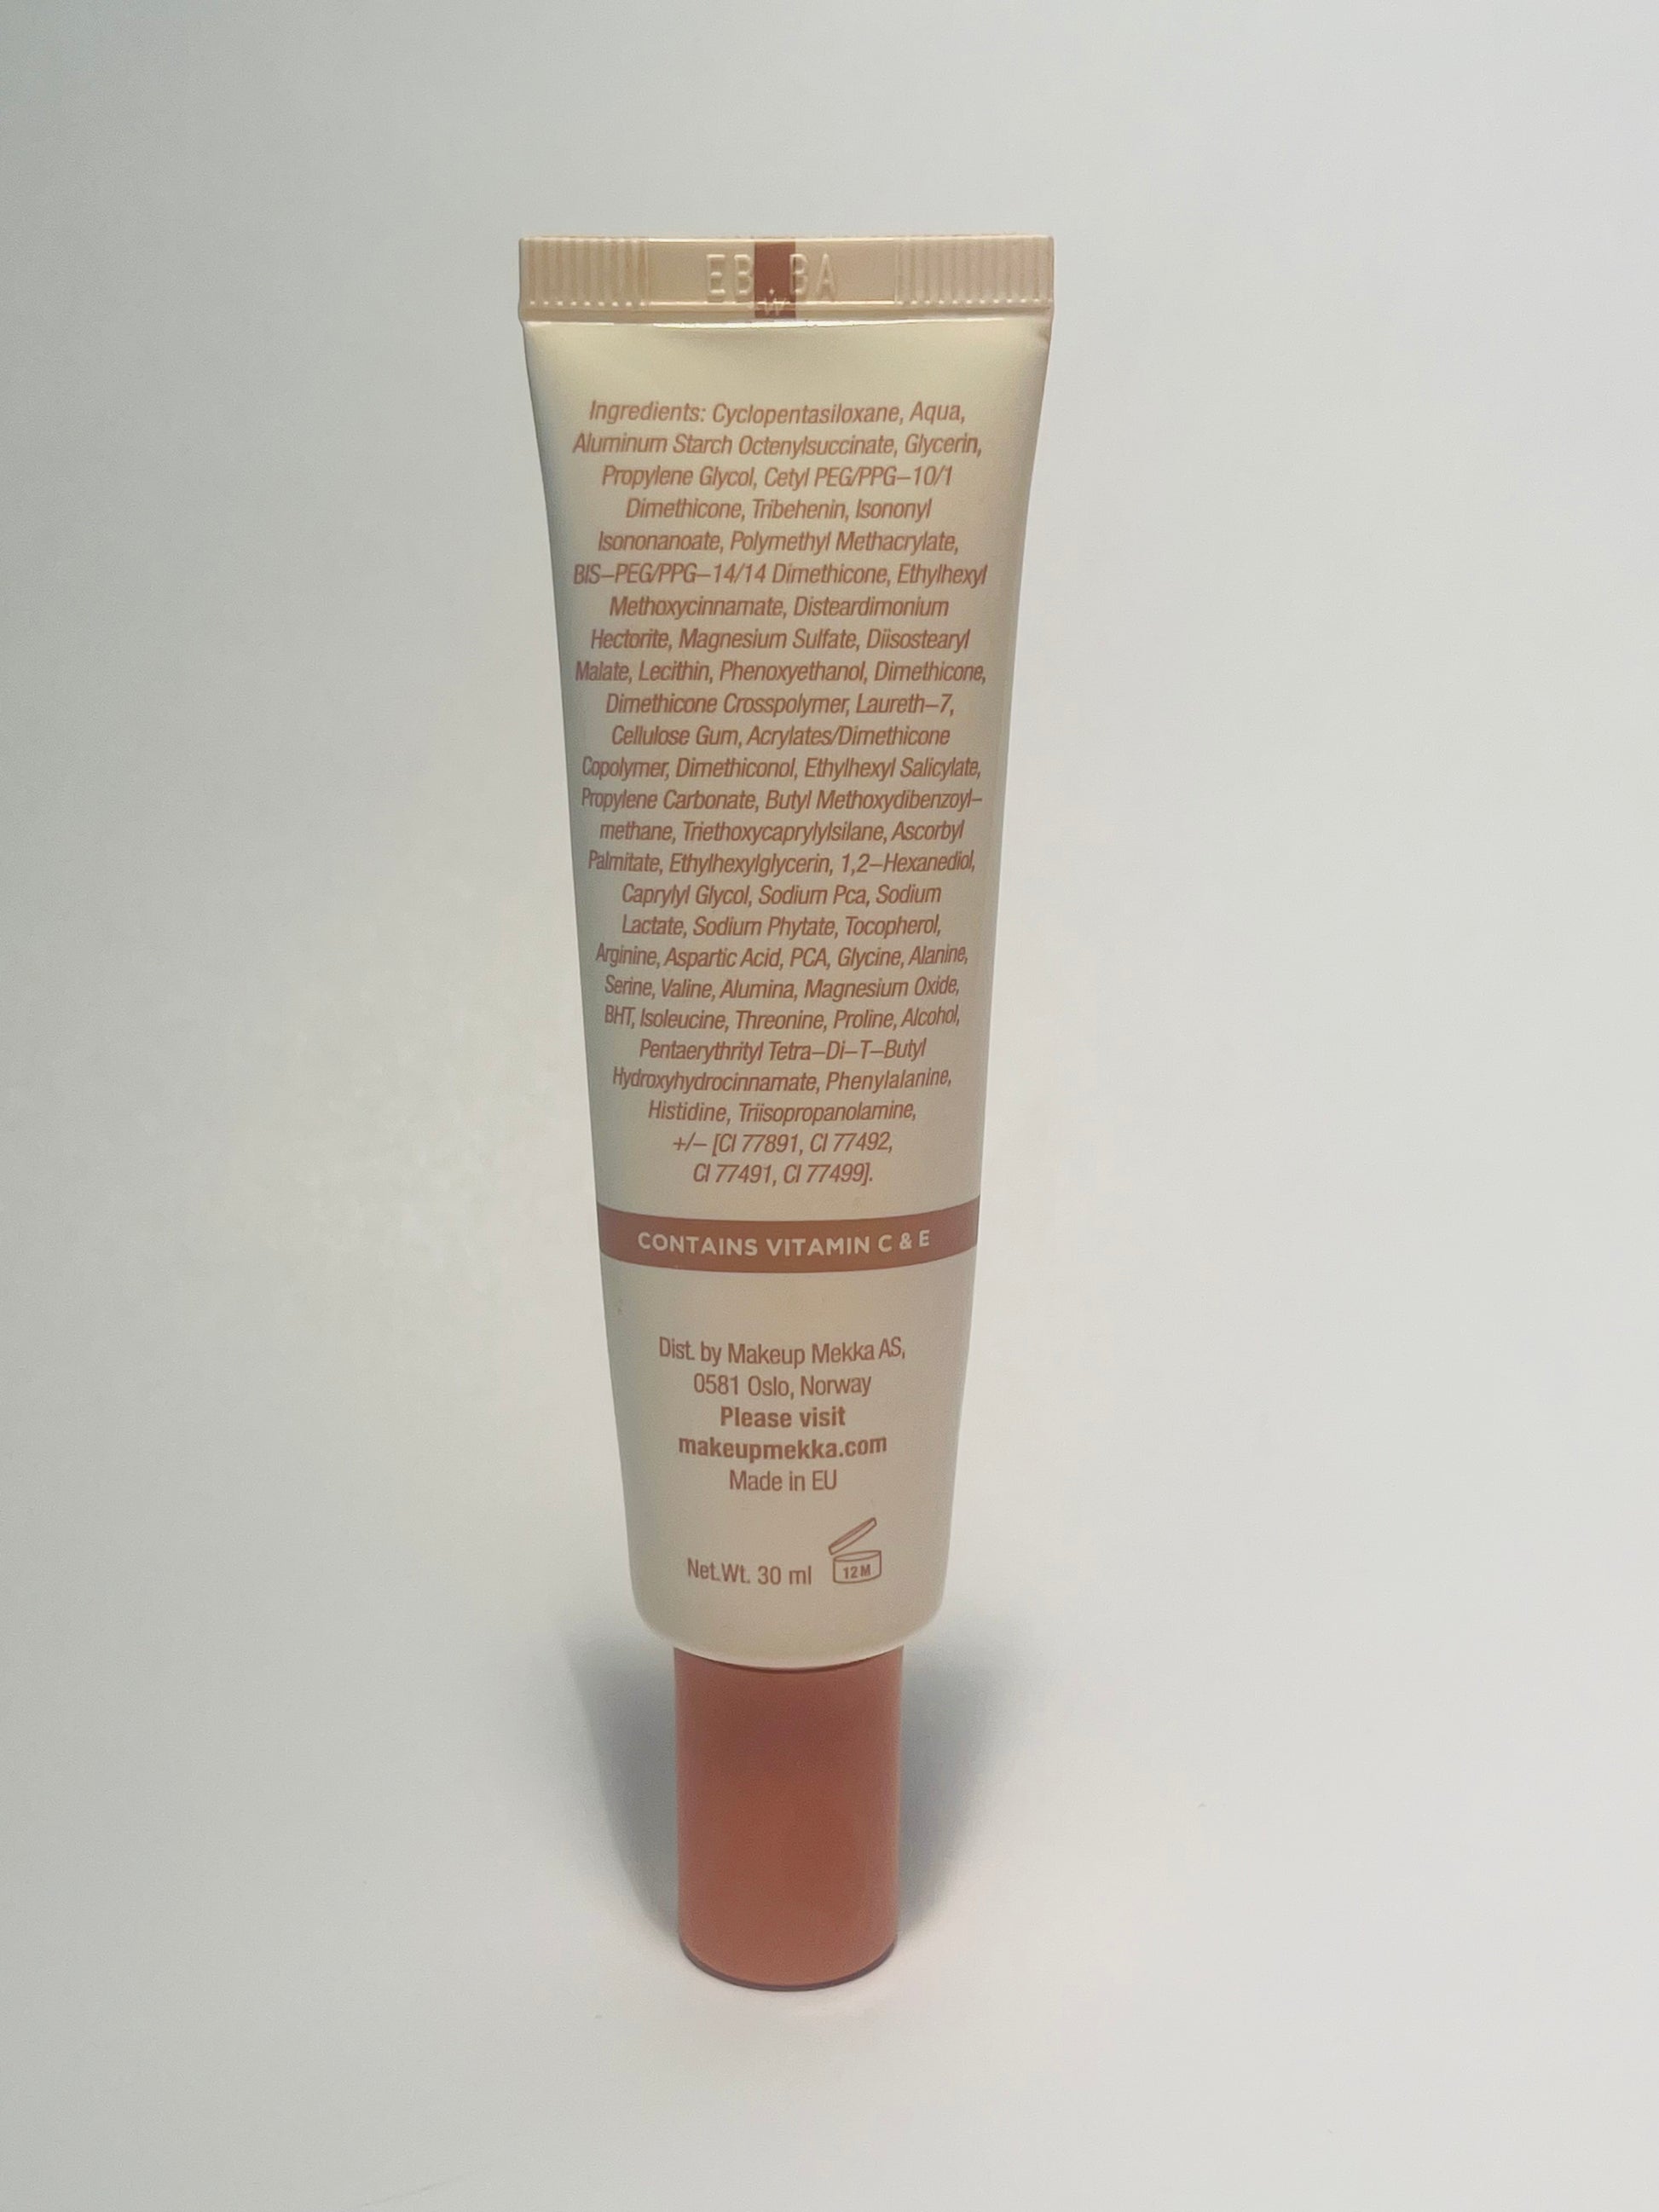 EB.BA
Ingredients: Cyclopentasiloxane, Aqua,
Aluminum Starch Octenylsuccinate, Glycerin,
Propylene Glycol, Cetyl PEG/PPG–10/1
Dimethicone, Tribehenin, Isononyl
Isononanoate, Polymethyl Methacrylate,
BIS–PEG/PPG–14/14 Dimethicone, Ethylhexyl
Methoxycinnamate, Disteardimonium
Hectorite, Magnesium Sulfate, Diisostearyl
Malate, Lecithin, Phenoxyethanol, Dimethicone,
Dimethicone Crosspolymer, Laureth–7,
Cellulose Gum, Acrylates/Dimethicone
Copolymer, Dimethiconol, Ethylhexyl Salicylate,
Propylene Carbonate, Butyl Methoxydibenzoyl–
methane, Triethoxycaprylylsilane, Ascorbyl
Palmitate, Ethylhexylglycerin, 1,2–Hexanediol,
Caprylyl Glycol, Sodium Pca, Sodium
Lactate, Sodium Phytate, Tocopherol,
Arginine, Aspartic Acid, PCA, Glycine, Alanine,
Serine, Valine, Alumina, Magnesium Oxide,
BHT, Isoleucine, Threonine, Proline, Alcohol,
Pentaerythrityl Tetra–Di–T–Butyl
Hydroxyhydrocinnamate, Phenylalanine,
Histidine, Triisopropanolamine,
+/– [CI 77891, CI 77492,
CI 77491, CI 77499].
CONTAINS VITAMIN C & E
Dist. by Makeup Mekka AS,
0581 Oslo, Norway
Please visit
makeupmekka.com
Made in EU
Net.Wt. 30 ml 12M